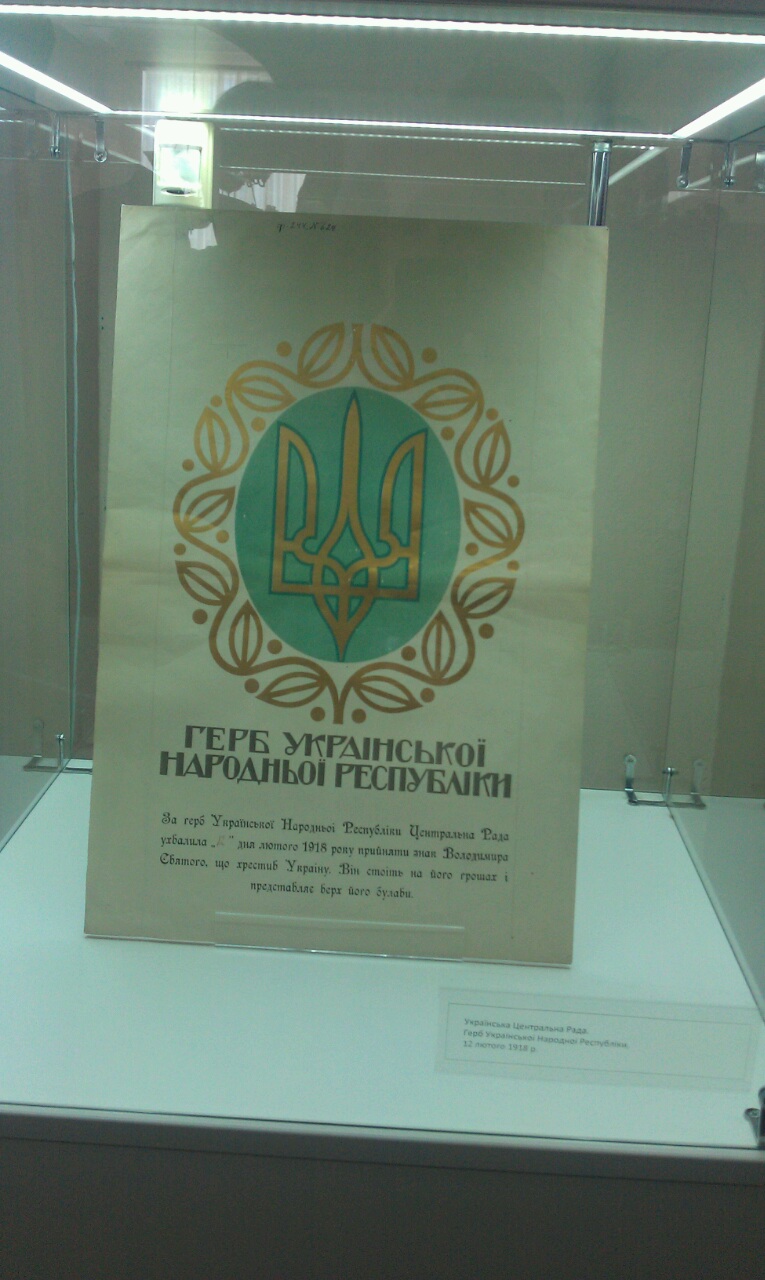 ГЕРБ УКРАІНСЬКОЇ
НАРОДНЬОЇ РЕСПУБЛІКИ
За герб Української Народньої Республіки Центральна Рада
ухвалила „ “ дня лютого 1918 року прийняти знак Володимира
Святого, що хрестив Україну. Він стоїть на його грошах і
представляє верх його булави.
Українська Центральна Рада.
Герб Української Народної Республіки.
12 лютого 1918 р.